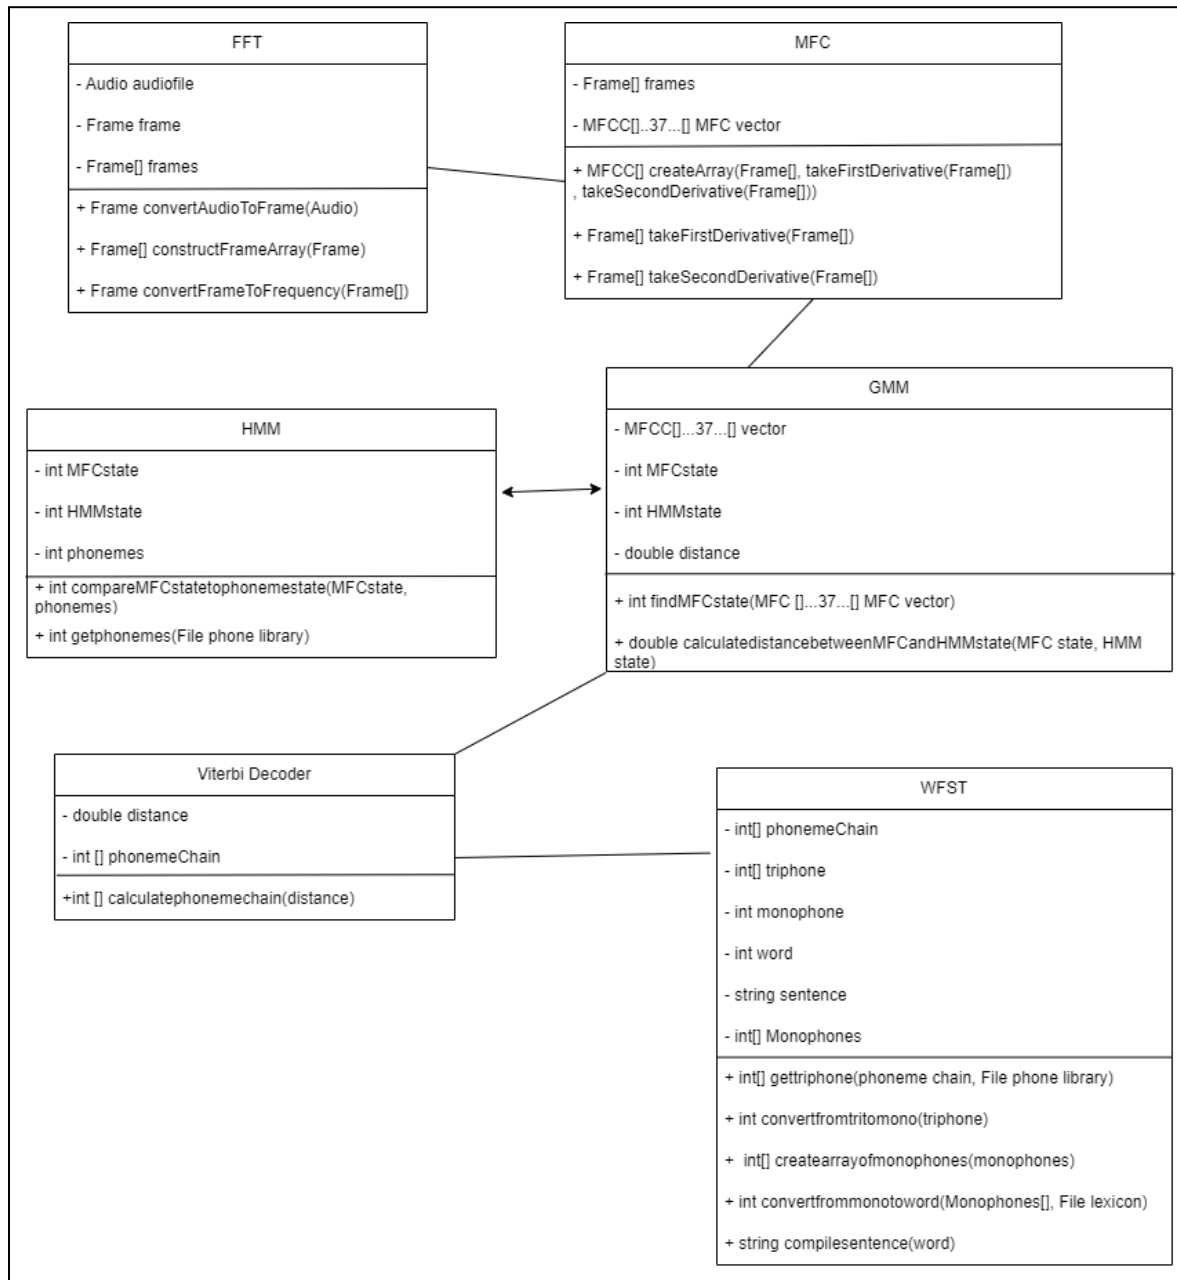 FFT
- Audio audiofile
- Frame frame
- Frame[] frames
+ Frame convertAudioToFrame(Audio)
+ Frame[] constructFrameArray(Frame)
+ Frame convertFrameToFrequency(Frame[])
MFC
- Frame[] frames
- MFCC[]..37...[] MFC vector
+ MFCC[] createArray(Frame[], takeFirstDerivative(Frame[])
, takeSecondDerivative(Frame[]))
+ Frame[] takeFirstDerivative(Frame[])
+ Frame[] takeSecondDerivative(Frame[])
HMM
- int MFCstate
- int HMMstate
- int phonemes
+ int compareMFCstatetophonemestate(MFCstate,
phonemes)
+ int getphonemes(File phone library)
GMM
- MFCC[]...37...[] vector
- int MFCstate
- int HMMstate
- double distance
+ int findMFCstate(MFC []...37...[] MFC vector)
+ double calculatedistancebetweenMFCandHMMstate(MFC state, HMM
state)
Viterbi Decoder
- double distance
- int [] phonemeChain
+int [] calculatephonemechain(distance)
WFST
- int[] phonemeChain
- int[] triphone
- int monophone
- int word
- string sentence
- int[] Monophones
+ int[] gettriphone(phoneme chain, File phone library)
+ int convertfromtritomono(triphone)
+ int[] createarrayofmonophones(monophones)
+ int convertfrommonotoword(Monophones[], File lexicon)
+ string compilesentence(word)